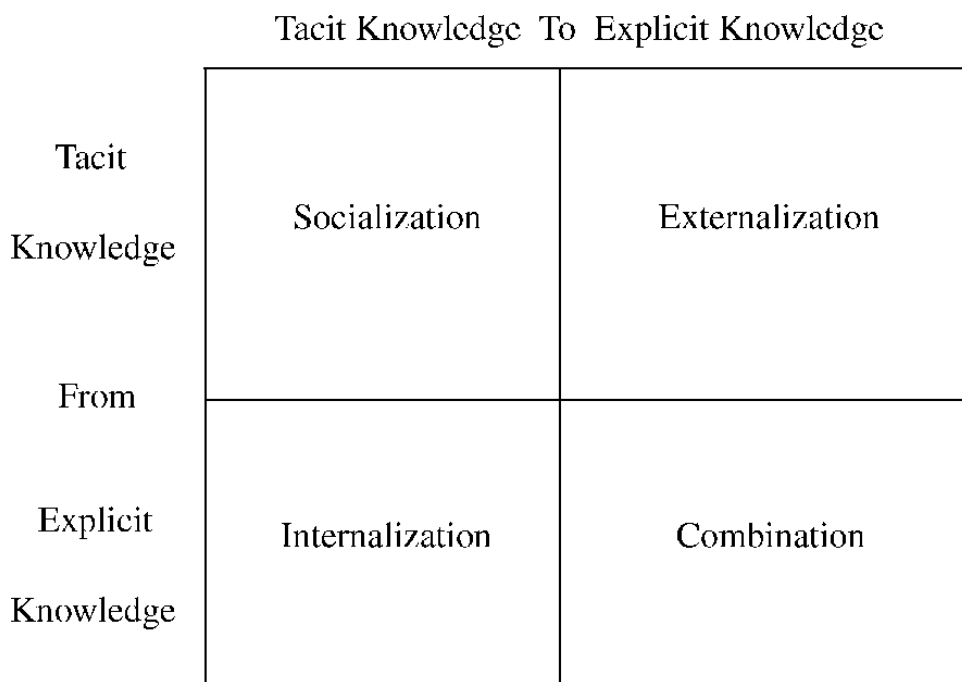 Tacit Knowledge To Explicit Knowledge
Tacit
Knowledge
Socialization
Externalization
From
Explicit
Knowledge
Internalization
Combination